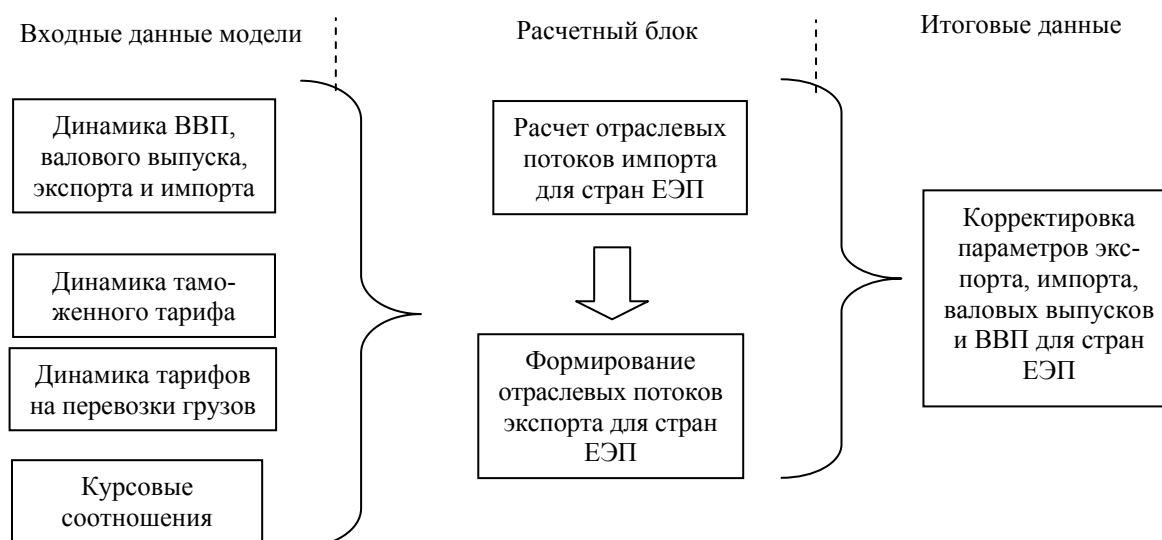 Входные данные модели
Расчетный блок
Итоговые данные
Динамика ВВП,
валового выпуска,
экспорта и импорта
Динамика тамо-
женного тарифа
Динамика тарифов
на перевозки грузов
Курсовые
соотношения
Расчет отраслевых
потоков импорта
для стран ЕЭП
Формирование
отраслевых потоков
экспорта для стран
ЕЭП
Корректировка
параметров экс-
порта, импорта,
валовых выпусков
и ВВП для стран
ЕЭП